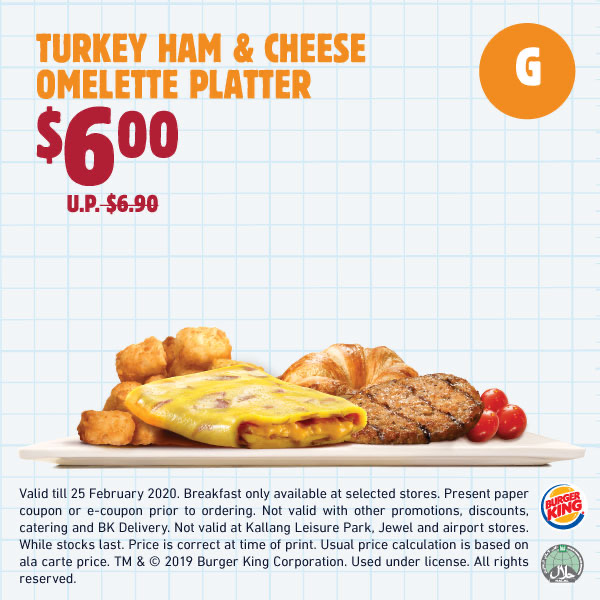 TURKEY HAM & CHEESE
OMELETTE PLATTER
G
$6.00
U.P. $6.90
Valid till 25 February 2020. Breakfast only available at selected stores. Present paper
coupon or e-coupon prior to ordering. Not valid with other promotions, discounts,
catering and BK Delivery. Not valid at Kallang Leisure Park, Jewel and airport stores.
While stocks last. Price is correct at time of print. Usual price calculation is based on
ala carte price. TM & © 2019 Burger King Corporation. Used under license. All rights
reserved.
BURGER
KING